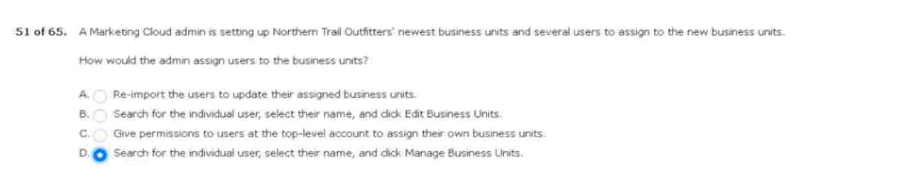 51 of 65. A Marketing Cloud admin is setting up Northern Trail Outfitters' newest business units and several users to assign to the new business units.
How would the admin assign users to the business units?
A. Re-import the users to update their assigned business units.
B. Search for the individual user, select their name, and click Edit Business Units.
C. Give permissions to users at the top-level account to assign their own business units.
D. Search for the individual user, select their name, and click Manage Business Units.